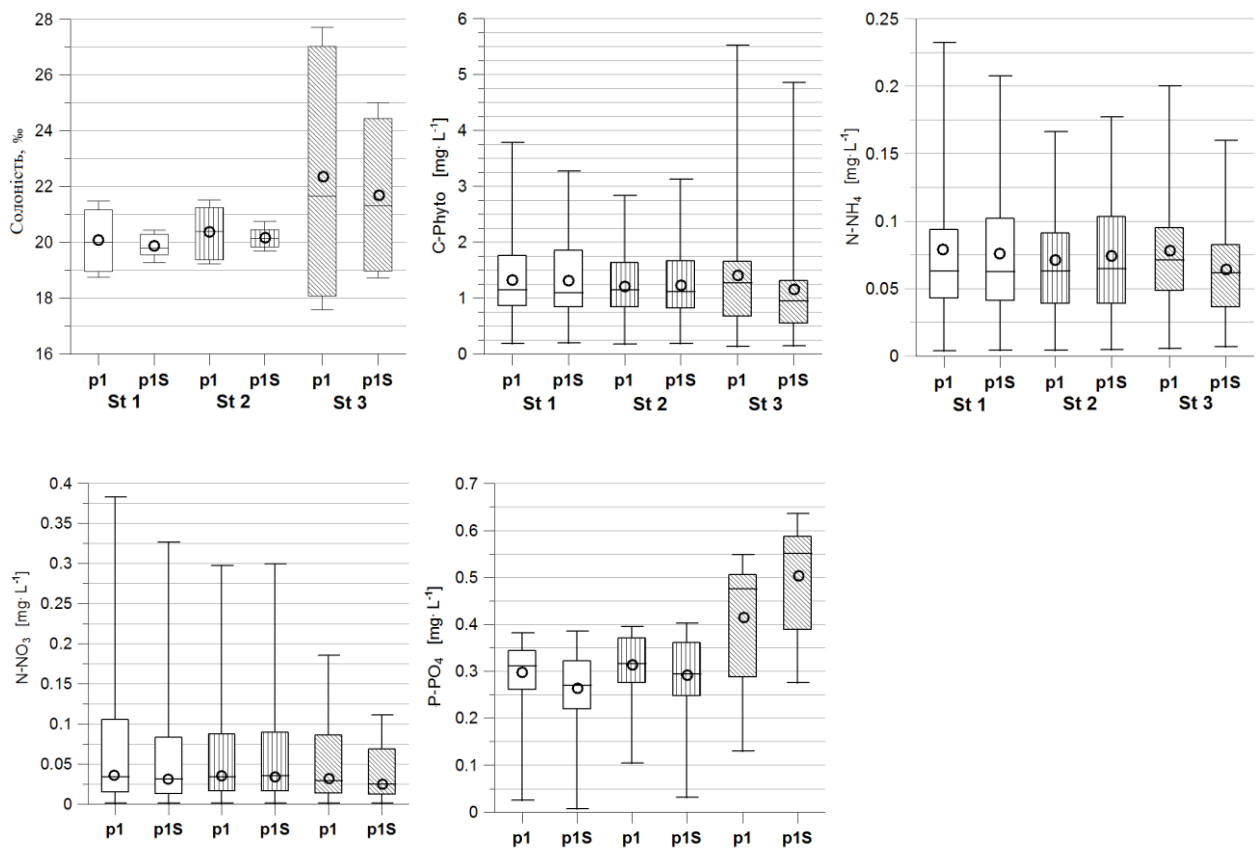 Солоність, ‰
28
26
24
22
20
18
16
p1 p1S p1 p1S p1 p1S
St 1 St 2 St 3
C-Phyto [mg· L⁻¹]
6
5
4
3
2
1
0
p1 p1S p1 p1S p1 p1S
St 1 St 2 St 3
N-NH₄ [mg· L⁻¹]
0.25
0.2
0.15
0.1
0.05
0
p1 p1S p1 p1S p1 p1S
St 1 St 2 St 3
N-NO₃ [mg· L⁻¹]
0.4
0.35
0.3
0.25
0.2
0.15
0.1
0.05
0
p1 p1S p1 p1S p1 p1S
P-PO₄ [mg· L⁻¹]
0.7
0.6
0.5
0.4
0.3
0.2
0.1
0
p1 p1S p1 p1S p1 p1S